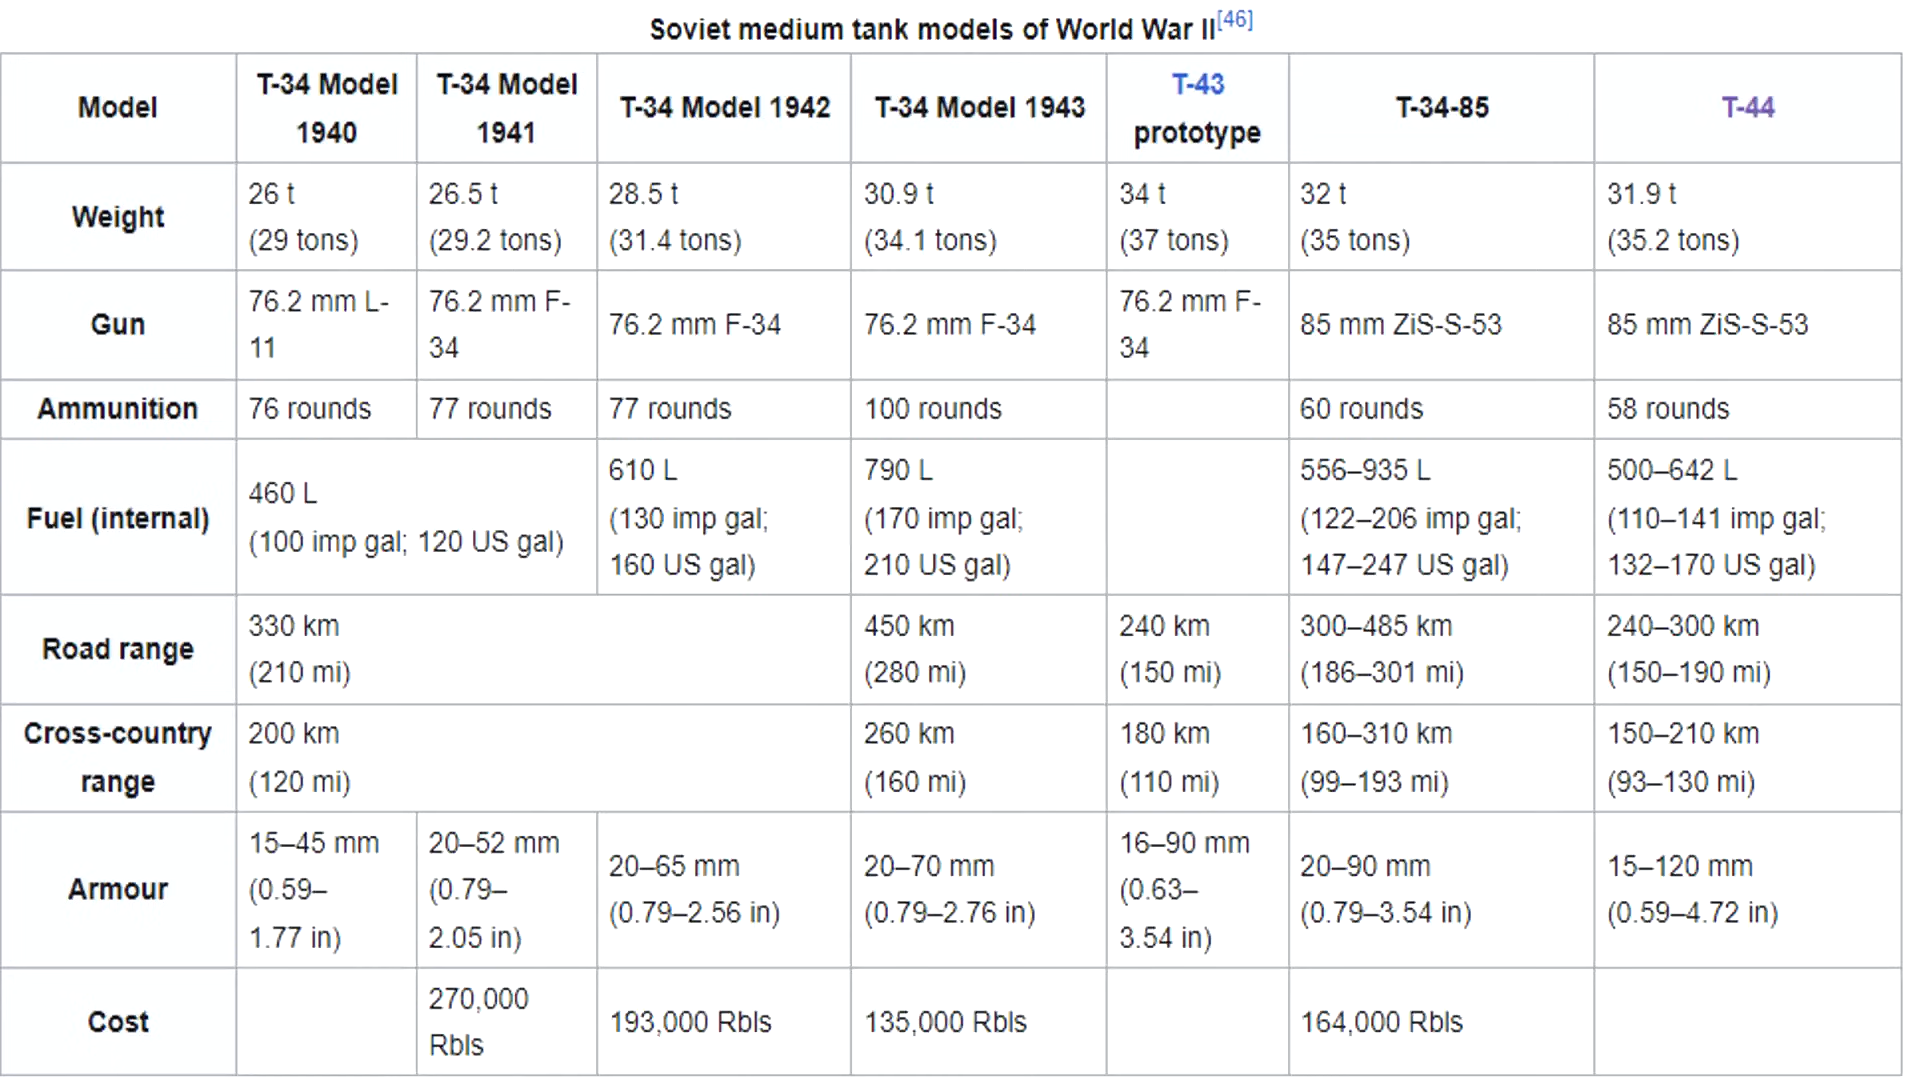 Soviet medium tank models of World War II[46]
Model
T-34 Model
1940
T-34 Model
1941
T-34 Model 1942
T-34 Model 1943
T-43
prototype
T-34-85
T-44
Weight
26 t
(29 tons)
26.5 t
(29.2 tons)
28.5 t
(31.4 tons)
30.9 t
(34.1 tons)
34 t
(37 tons)
32 t
(35 tons)
31.9 t
(35.2 tons)
Gun
76.2 mm L-
11
76.2 mm F-
34
76.2 mm F-34
76.2 mm F-34
76.2 mm F-
34
85 mm ZiS-S-53
85 mm ZiS-S-53
Ammunition
76 rounds
77 rounds
77 rounds
100 rounds
60 rounds
58 rounds
Fuel (internal)
460 L
(100 imp gal; 120 US gal)
610 L
(130 imp gal;
160 US gal)
790 L
(170 imp gal;
210 US gal)
556–935 L
(122–206 imp gal;
147–247 US gal)
500–642 L
(110–141 imp gal;
132–170 US gal)
Road range
330 km
(210 mi)
450 km
(280 mi)
240 km
(150 mi)
300–485 km
(186–301 mi)
240–300 km
(150–190 mi)
Cross-country
range
200 km
(120 mi)
260 km
(160 mi)
180 km
(110 mi)
160–310 km
(99–193 mi)
150–210 km
(93–130 mi)
Armour
15–45 mm
(0.59–
1.77 in)
20–52 mm
(0.79–
2.05 in)
20–65 mm
(0.79–2.56 in)
20–70 mm
(0.79–2.76 in)
16–90 mm
(0.63–
3.54 in)
20–90 mm
(0.79–3.54 in)
15–120 mm
(0.59–4.72 in)
Cost
270,000
Rbls
193,000 Rbls
135,000 Rbls
164,000 Rbls